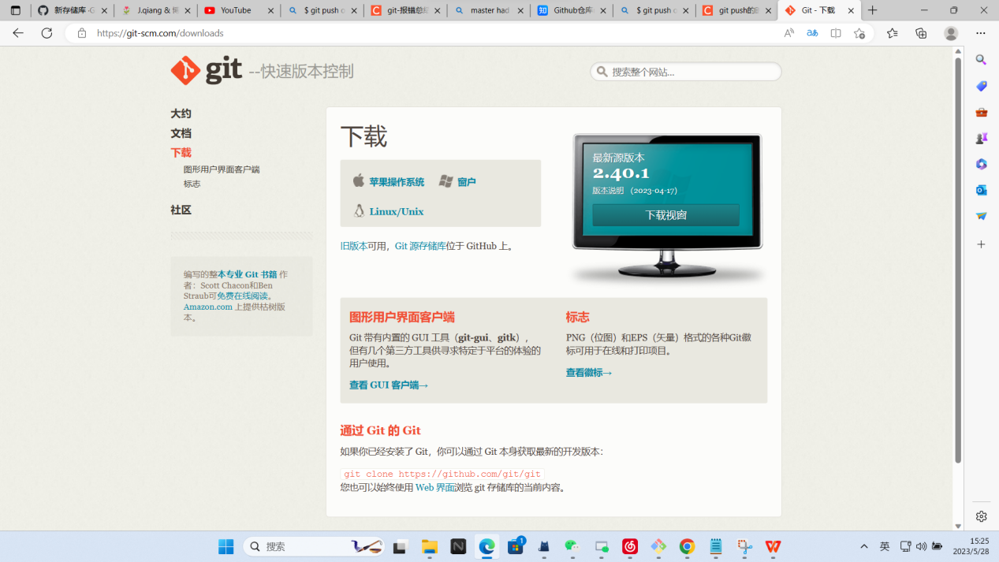 新存储库 ·G
J.qiang & 挥
YouTube
$ git push o
git-报描总结
master had
Github仓库
$ git push o
git push的E
Git - 下载
https://git-scm.com/downloads
git --快速版本控制
搜索整个网站...
大约
文档
下载
图形用户界面客户端
标志
社区
编写的整本专业 Git 书籍 作
者：Scott Chacon和Ben
Straub可免费在线阅读。
Amazon.com 上提供枯树版
本。
下载
苹果操作系统
窗户
Linux/Unix
旧版本可用，Git 源存储库位于 GitHub 上。
最新源版本
2.40.1
版本说明 （2023-04-17）
下载视窗
图形用户界面客户端
Git 带有内置的 GUI 工具（git-gui、gitk），
但有几个第三方工具供寻求特定于平台的体验的
用户使用。
查看 GUI 客户端→
标志
PNG（位图）和EPS（矢量）格式的各种Git徽
标可用于在线和打印项目。
查看徽标→
通过 Git 的 Git
如果你已经安装了 Git，你可以通过 Git 本身获取最新的开发版本：
git clone https://github.com/git/git
您也可以始终使用 Web 界面浏览 git 存储库的当前内容。
搜索
1
英
15:25
2023/5/28